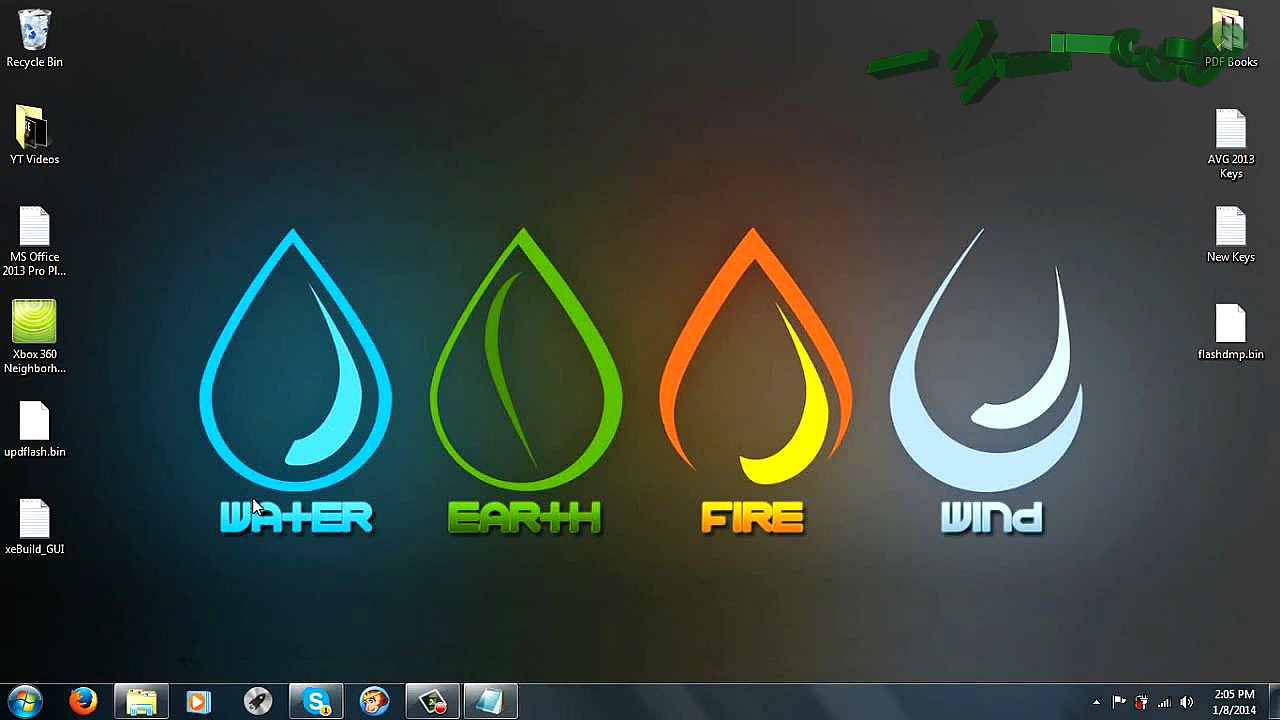 Recycle Bin
YT Videos
MS Office
2013 Pro Pl...
Xbox 360
Neighborh...
updflash.bin
xeBuild_GUI
WATER
EARTH
FIRE
WINd
PDF Books
AVG 2013
Keys
New Keys
flashdmp.bin
2:05 PM
1/8/2014